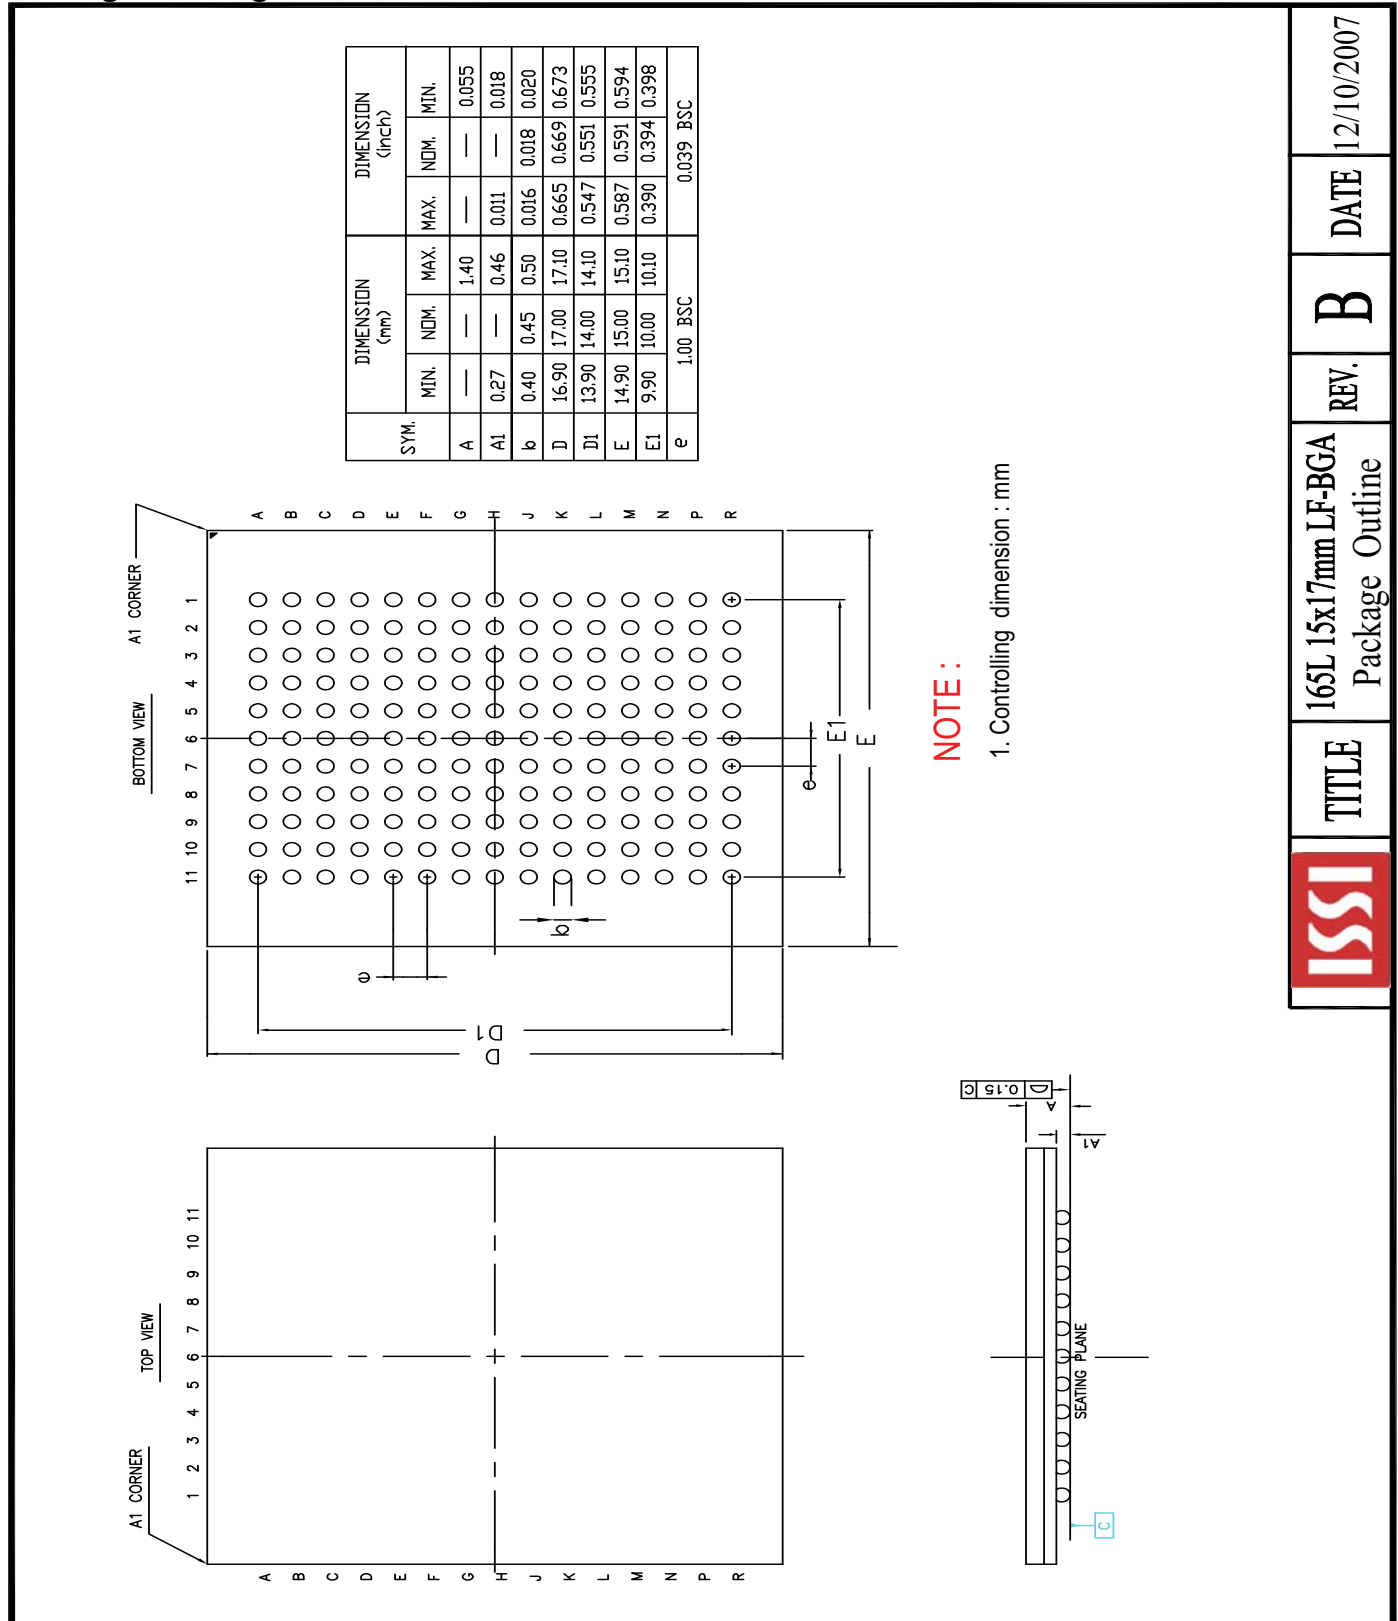 TOP VIEW
A1 CORNER
1 2 3 4 5 6 7 8 9 10 11
A
B
C
D
E
F
G
H
J
K
L
M
N
P
R
BOTTOM VIEW
A1 CORNER
11 10 9 8 7 6 5 4 3 2 1
A
B
C
D
E
F
G
H
J
K
L
M
N
P
R
e
D1
D
b
e
E1
E
SYM. DIMENSION (mm) DIMENSION (inch)
MIN. NOM. MAX. MAX. NOM. MIN.
A — — 1.40 — — 0.055
A1 0.27 — 0.46 0.011 — 0.018
b 0.40 0.45 0.50 0.016 0.018 0.020
D 16.90 17.00 17.10 0.665 0.669 0.673
D1 13.90 14.00 14.10 0.547 0.551 0.555
E 14.90 15.00 15.10 0.587 0.591 0.594
E1 9.90 10.00 10.10 0.390 0.394 0.398
e 1.00 BSC 0.039 BSC
C 0.15 D
A
A1
SEATING PLANE
C
NOTE :
1. Controlling dimension : mm
ISSI
TITLE
165L 15x17mm LF-BGA
Package Outline
REV.
B
DATE
12/10/2007